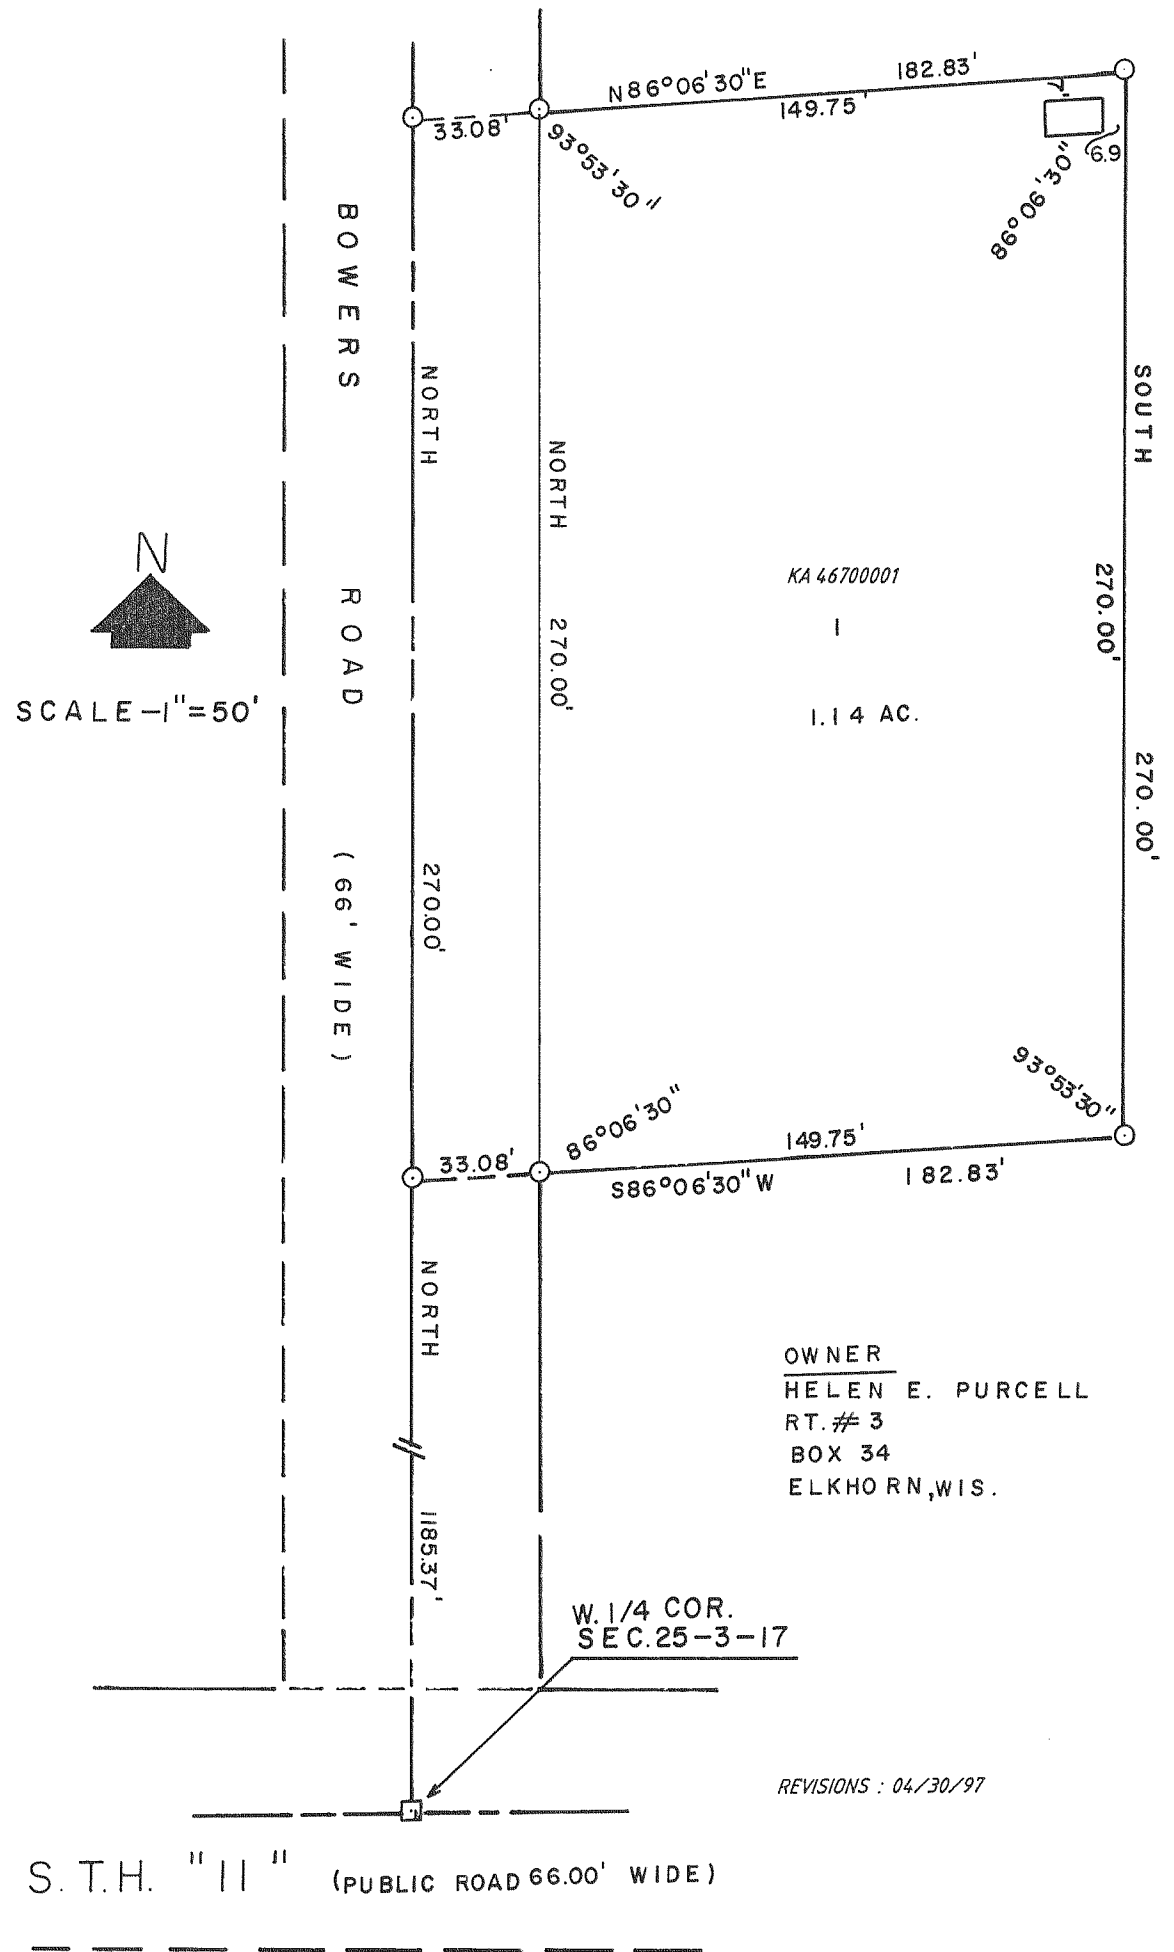 182.83'
N86°06'30"E
149.75'
33.08'
93°53'30"
7'
6.9
86°06'30"
BOWERS ROAD (66' WIDE)
NORTH 270.00'
NORTH 270.00'
SOUTH 270.00'
270.00'
N
SCALE-1"=50'
KA 46700001
1
1.14 AC.
93°53'30"
86°06'30"
149.75'
33.08'
S86°06'30"W
182.83'
NORTH 1185.37'
OWNER
HELEN E. PURCELL
RT. # 3
BOX 34
ELKHORN, WIS.
W. 1/4 COR.
SEC. 25-3-17
REVISIONS : 04/30/97
S.T.H. "11" (PUBLIC ROAD 66.00' WIDE)